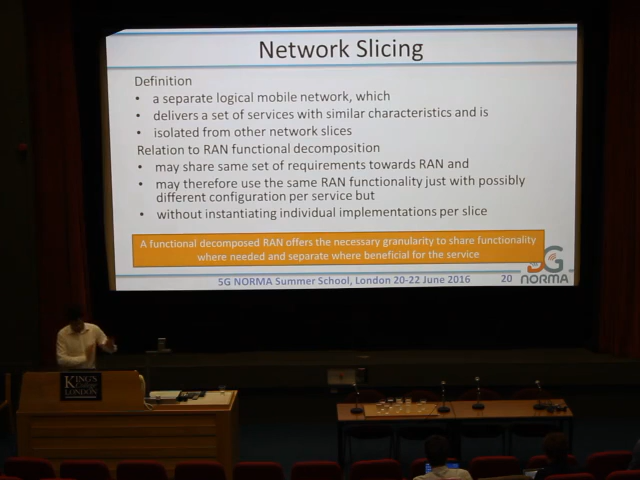 Network Slicing
Definition
• a separate logical mobile network, which
• delivers a set of services with similar characteristics and is
• isolated from other network slices
Relation to RAN functional decomposition
• may share same set of requirements towards RAN and
• may therefore use the same RAN functionality just with possibly
different configuration per service but
• without instantiating individual implementations per slice
A functional decomposed RAN offers the necessary granularity to share functionality
where needed and separate where beneficial for the service
5G NORMA Summer School, London 20-22 June 2016
20
5G
NORMA
KING'S
College
LONDON